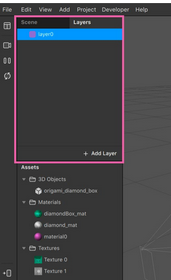 File Edit View Add Project Developer Help
Scene Layers
layer0
+ Add Layer
Assets
3D Objects
origami_diamond_box
Materials
diamondBox_mat
diamond_mat
material0
Textures
Texture 0
Texture 1